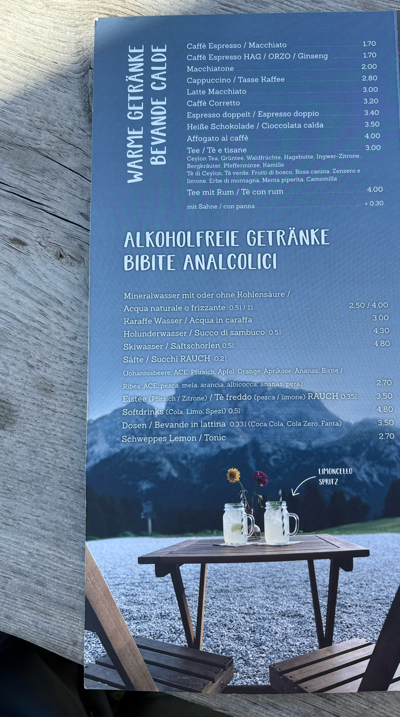 WARME GETRÄNKE
BEVANDE CALDE
Caffè Espresso / Macchiato 1.70
Caffè Espresso HAG / ORZO / Ginseng 1.70
Macchiatone 2.00
Cappuccino / Tasse Kaffee 2.80
Latte Macchiato 3.00
Caffè Corretto 3.20
Espresso doppelt / Espresso doppio 3.40
Heiße Schokolade / Cioccolata calda 3.50
Affogato al caffè 4.00
Tee / Tè e tisane 3.00
Ceylon Tea, Grüntee, Waldfrüchte, Hagebutte, Ingwer-Zitrone,
Bergkräuter, Pfefferminze, Kamille
Tè di Ceylon, Tè verde, Frutti di bosco, Rosa canina, Zenzero e
limone, Erbe di montagna, Menta piperita, Camomilla
Tee mit Rum / Tè con rum 4.00
mit Sahne / con panna + 0.30
ALKOHOLFREIE GETRÄNKE
BIBITE ANALCOLICI
Mineralwasser mit oder ohne Kohlensäure /
Acqua naturale o frizzante 0.5l / 1l 2.50 / 4.00
Karaffe Wasser / Acqua in caraffa 3.00
Holunderwasser / Succo di sambuco 0.5l 4.30
Skiwasser / Saftschorlen 0.5l 4.80
Säfte / Succhi RAUCH 0.2l
(Johannisbeere, ACE, Pfirsich, Apfel, Orange, Aprikose, Ananas, Birne /
Ribes, ACE, pesca, mela, arancia, albicocca, ananas, pera) 2.70
Eistee (Pfirsich / Zitrone) / Tè freddo (pesca / limone) RAUCH 0.35l 3.50
Softdrinks (Cola, Limo, Spezi) 0.5l 4.80
Dosen / Bevande in lattina 0.33 l (Coca Cola, Cola Zero, Fanta) 3.50
Schweppes Lemon / Tonic 2.70
LIMONCELLO
SPRITZ